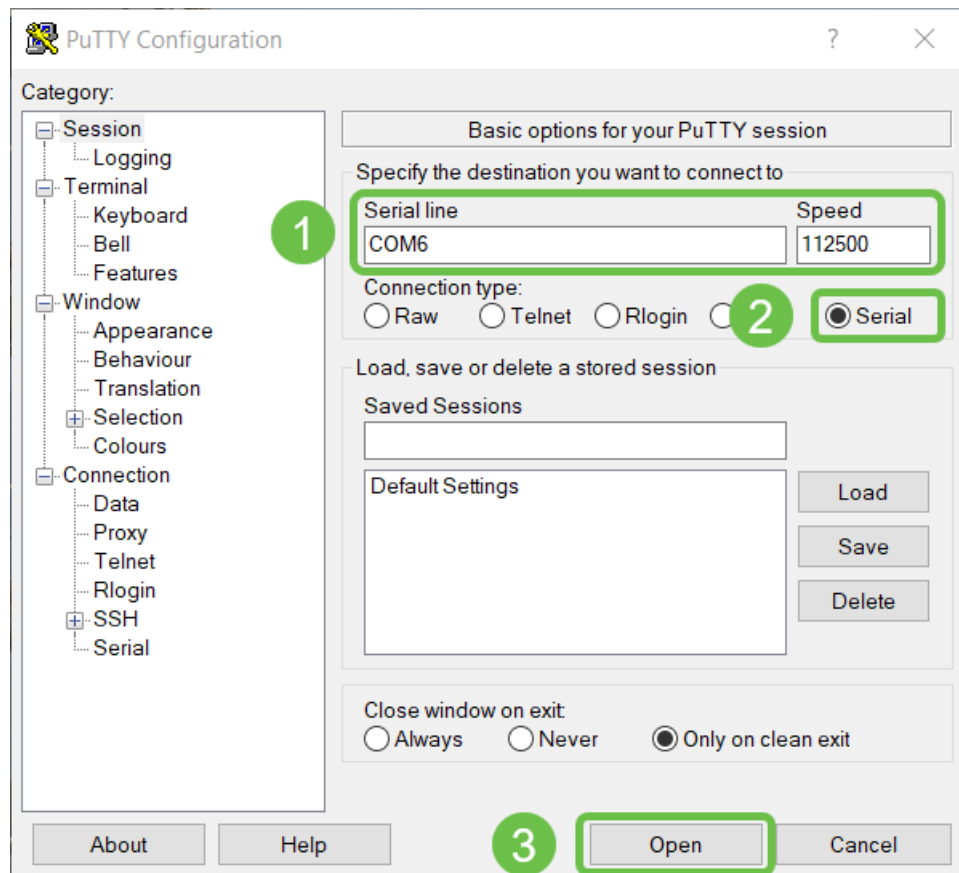 PuTTY Configuration ? ×
Category:
Session
Logging
Terminal
Keyboard
Bell
Features
Window
Appearance
Behaviour
Translation
Selection
Colours
Connection
Data
Proxy
Telnet
Rlogin
SSH
Serial
Basic options for your PuTTY session
Specify the destination you want to connect to
Serial line Speed
1 COM6 112500
Connection type:
Raw Telnet Rlogin 2 Serial
Load, save or delete a stored session
Saved Sessions
Default Settings
Load
Save
Delete
Close window on exit:
Always Never Only on clean exit
About Help 3 Open Cancel